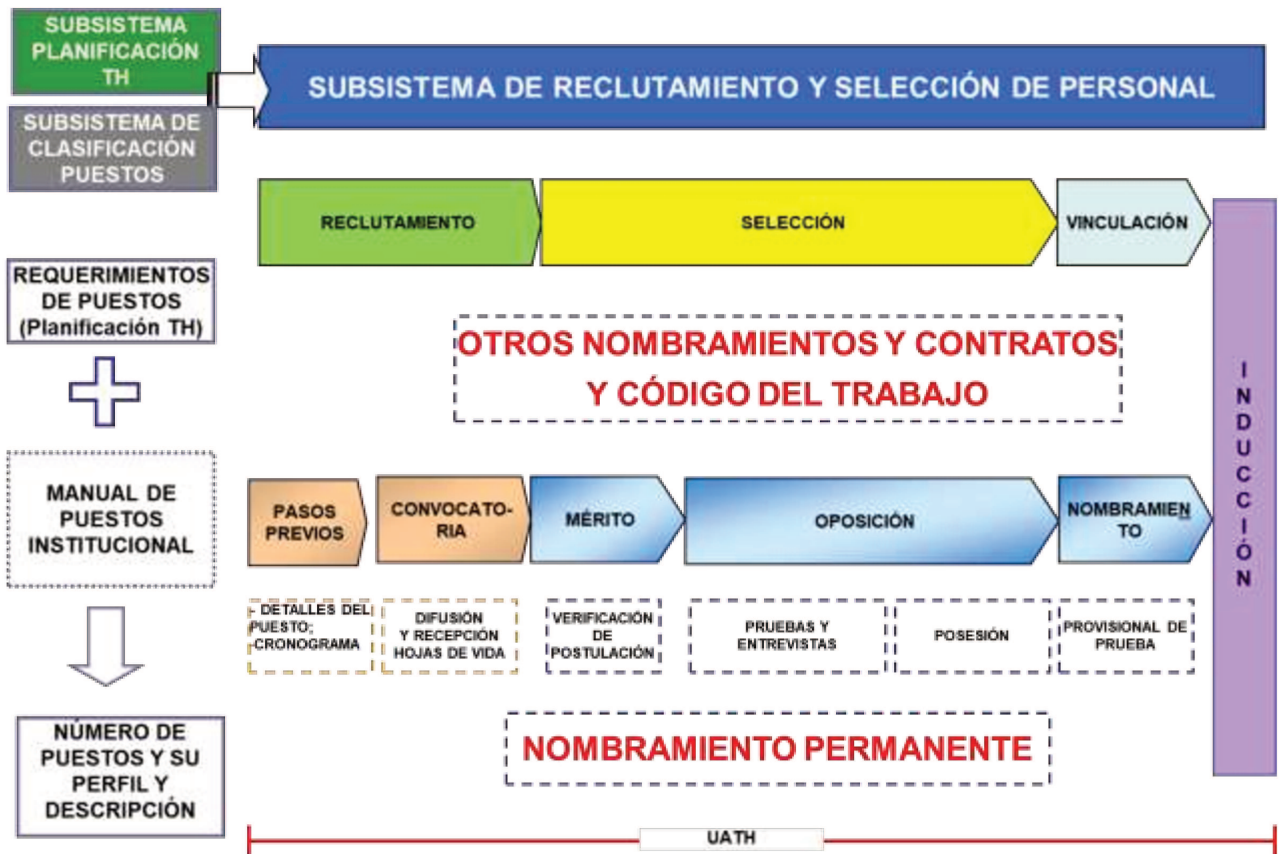 SUBSISTEMA
PLANIFICACIÓN
TH
SUBSISTEMA DE RECLUTAMIENTO Y SELECCIÓN DE PERSONAL
SUBSISTEMA DE
CLASIFICACIÓN
PUESTOS
RECLUTAMIENTO
SELECCIÓN
VINCULACIÓN
REQUERIMIENTOS
DE PUESTOS
(Planificación TH)
OTROS NOMBRAMIENTOS Y CONTRATOS
Y CÓDIGO DEL TRABAJO
INDUCCIÓN
MANUAL DE
PUESTOS
INSTITUCIONAL
PASOS
PREVIOS
CONVOCATO-
RIA
MÉRITO
OPOSICIÓN
NOMBRAMIEN
TO
- DETALLES DEL
PUESTO;
-CRONOGRAMA
DIFUSIÓN
Y RECEPCIÓN
HOJAS DE VIDA
VERIFICACIÓN
DE
POSTULACIÓN
PRUEBAS Y
ENTREVISTAS
POSESIÓN
PROVISIONAL DE
PRUEBA
NÚMERO DE
PUESTOS Y SU
PERFIL Y
DESCRIPCIÓN
NOMBRAMIENTO PERMANENTE
UATH